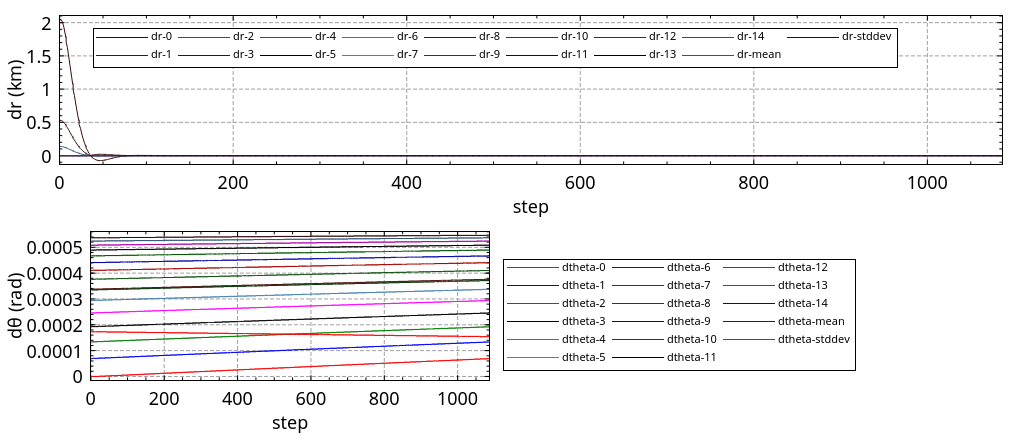 2
1.5
1
0.5
0
dr (km)
dr-0 dr-2 dr-4 dr-6 dr-8 dr-10 dr-12 dr-14 dr-stddev
dr-1 dr-3 dr-5 dr-7 dr-9 dr-11 dr-13 dr-mean
0 200 400 600 800 1000
step
0.0005
0.0004
0.0003
0.0002
0.0001
0
dθ (rad)
0 200 400 600 800 1000
step
dtheta-0 dtheta-6 dtheta-12
dtheta-1 dtheta-7 dtheta-13
dtheta-2 dtheta-8 dtheta-14
dtheta-3 dtheta-9 dtheta-mean
dtheta-4 dtheta-10 dtheta-stddev
dtheta-5 dtheta-11